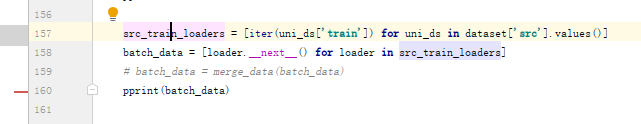 156
157 src_train_loaders = [iter(uni_ds['train']) for uni_ds in dataset['src'].values()]
158 batch_data = [loader.__next__() for loader in src_train_loaders]
159 # batch_data = merge_data(batch_data)
160 pprint(batch_data)
161